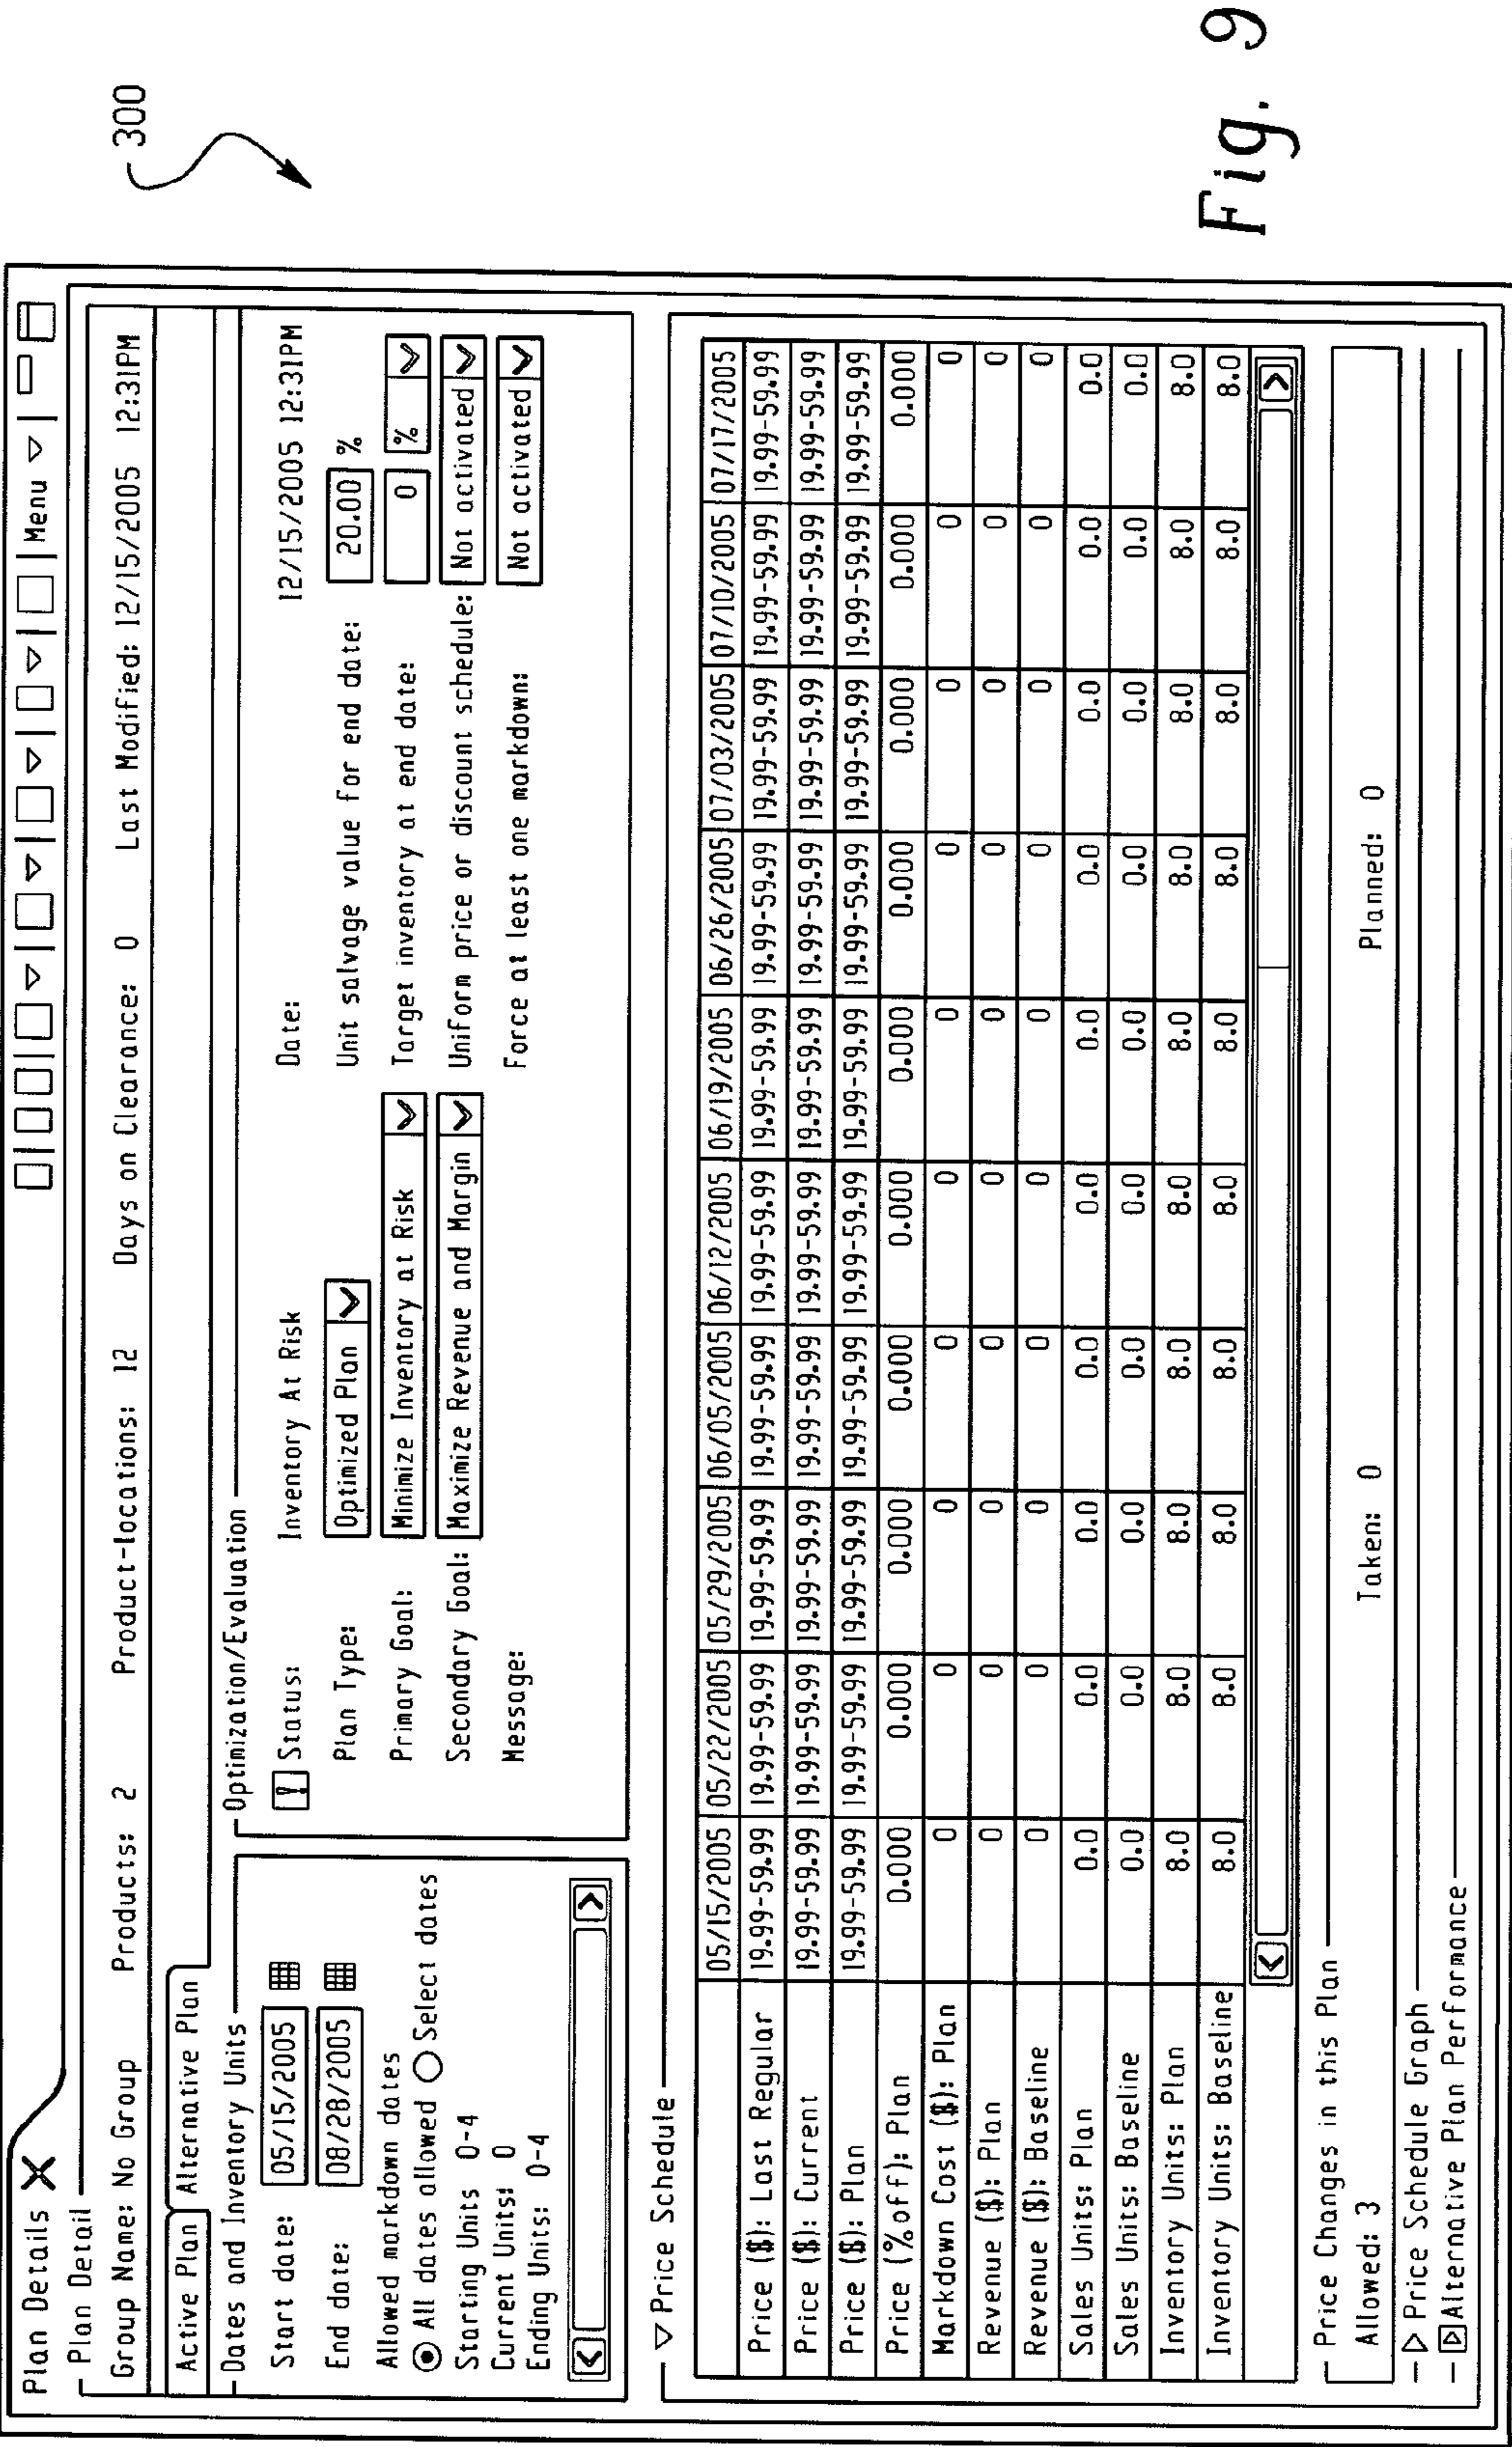 Plan Details X
Menu
Plan Detail
Group Name: No Group Products: 2 Product-locations: 12 Days on Clearance: 0 Last Modified: 12/15/2005 12:31PM
Active Plan Alternative Plan
Dates and Inventory Units
Start date: 05/15/2005
End date: 08/28/2005
Allowed markdown dates
All dates allowed Select dates
Starting Units 0-4
Current Units: 0
Ending Units: 0-4
Optimization/Evaluation
! Status: Inventory At Risk Date: 12/15/2005 12:31PM
Plan Type: Optimized Plan Unit salvage value for end date: 20.00 %
Primary Goal: Minimize Inventory at Risk Target inventory at end date: 0 %
Secondary Goal: Maximize Revenue and Margin Uniform price or discount schedule: Not activated
Message: Force at least one markdown: Not activated
Price Schedule
05/15/2005 05/22/2005 05/29/2005 06/05/2005 06/12/2005 06/19/2005 06/26/2005 07/03/2005 07/10/2005 07/17/2005
Price ($): Last Regular 19.99-59.99 19.99-59.99 19.99-59.99 19.99-59.99 19.99-59.99 19.99-59.99 19.99-59.99 19.99-59.99 19.99-59.99 19.99-59.99
Price ($): Current 19.99-59.99 19.99-59.99 19.99-59.99 19.99-59.99 19.99-59.99 19.99-59.99 19.99-59.99 19.99-59.99 19.99-59.99 19.99-59.99
Price ($): Plan 19.99-59.99 19.99-59.99 19.99-59.99 19.99-59.99 19.99-59.99 19.99-59.99 19.99-59.99 19.99-59.99 19.99-59.99 19.99-59.99
Price (%off): Plan 0.000 0.000 0.000 0.000 0.000 0.000 0.000 0.000 0.000 0.000
Markdown Cost ($): Plan 0 0 0 0 0 0 0 0 0 0
Revenue ($): Plan 0 0 0 0 0 0 0 0 0 0
Revenue ($): Baseline 0 0 0 0 0 0 0 0 0 0
Sales Units: Plan 0.0 0.0 0.0 0.0 0.0 0.0 0.0 0.0 0.0 0.0
Sales Units: Baseline 0.0 0.0 0.0 0.0 0.0 0.0 0.0 0.0 0.0 0.0
Inventory Units: Plan 8.0 8.0 8.0 8.0 8.0 8.0 8.0 8.0 8.0 8.0
Inventory Units: Baseline 8.0 8.0 8.0 8.0 8.0 8.0 8.0 8.0 8.0 8.0
Price Changes in this Plan
Allowed: 3 Taken: 0 Planned: 0
Price Schedule Graph
Alternative Plan Performance
300
Fig. 9